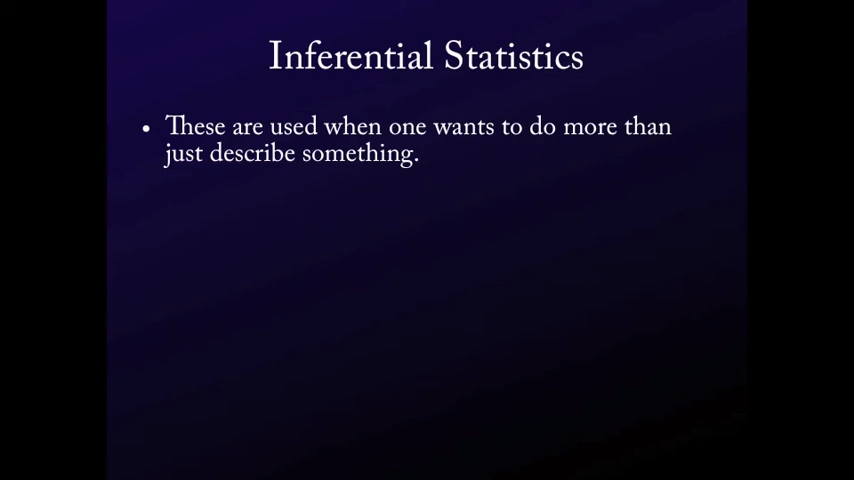 Inferential Statistics
• These are used when one wants to do more than
just describe something.